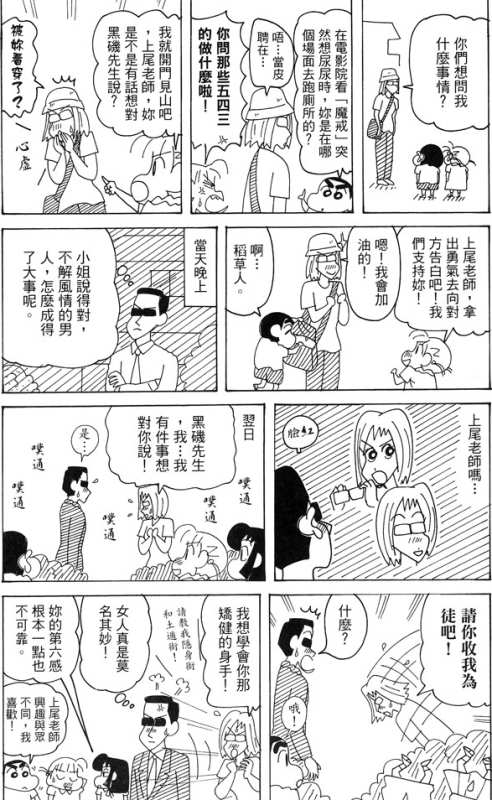 你們想問我
什麼事情?
在電影院看「魔戒」突
然想尿尿時,妳是在哪
個場面去跑廁所的?
唔…當皮
聘在…
你問那些五四三
的做什麼啦!
我就開門見山吧
,上尾老師,妳
是不是有話想對
黑磯先生說?
被妳看穿了?
心虛
上尾老師,拿
出勇氣去向對
方告白吧!我
們支持妳!
嗯!我會加
油的!
啊…
稻草人。
當天晚上
小姐說得對,
不解風情的男
人,怎麼成得
了大事呢。
上尾老師嗎…
臉紅
翌日
黑磯先生
,我…我
有件事想
對你說!
是…
噗通
噗通
噗通
噗通
請你收我為
徒吧!
什麼?
哦!
我想學會你那
矯健的身手!
請教我隱身術
和土遁術!
女人真是莫
名其妙!
妳的第六感
根本一點也
不可靠。
上尾老師
興趣與眾
不同,我
喜歡!